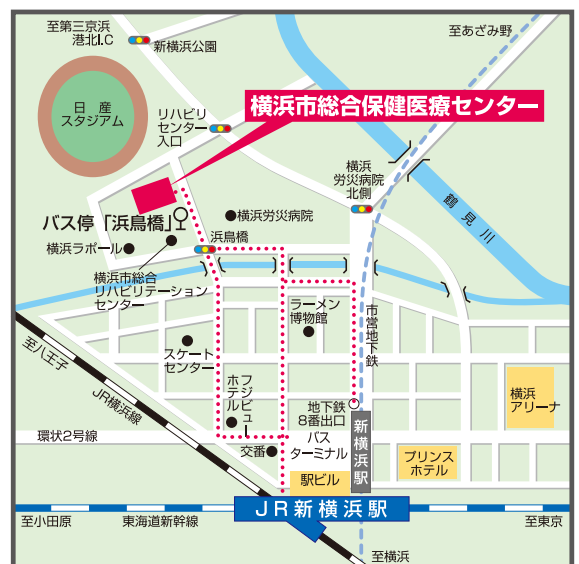 至第三京浜
港北I.C
新横浜公園
至あざみ野
日産
スタジアム
リハビリ
センター
入口
横浜市総合保健医療センター
横浜
労災病院
北側
鶴見川
バス停「浜鳥橋」
横浜労災病院
浜鳥橋
横浜ラポール
横浜市総合
リハビリテーション
センター
ラーメン
博物館
市営地下鉄
スケート
センター
至八王子
JR横浜線
ホテル
フジビュー
地下鉄
8番出口
横浜
アリーナ
環状2号線
交番
バス
ターミナル
新横浜駅
プリンス
ホテル
駅ビル
JR新横浜駅
至小田原
東海道新幹線
至東京
至横浜